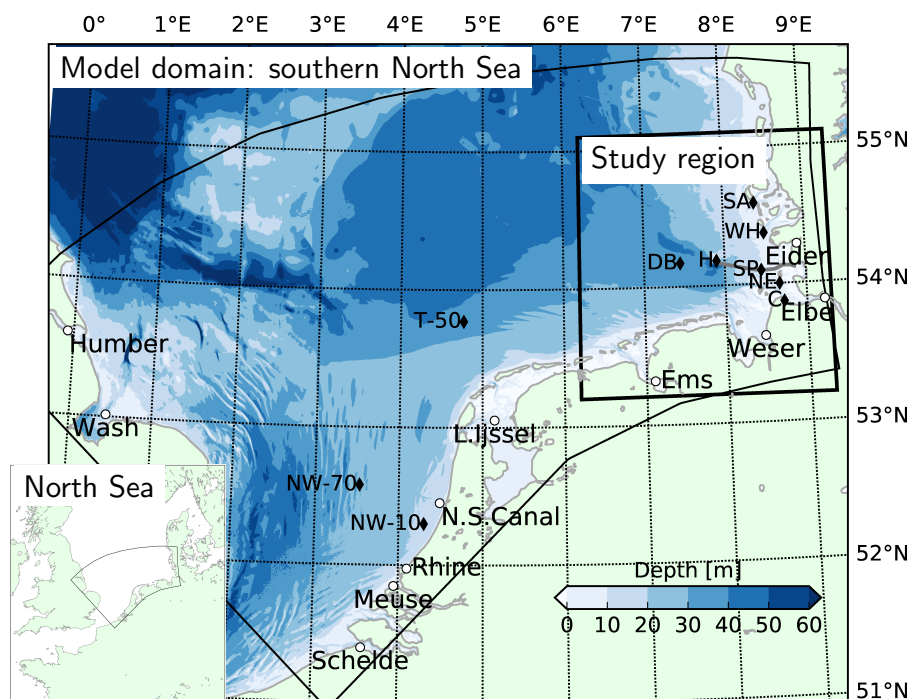 0° 1°E 2°E 3°E 4°E 5°E 6°E 7°E 8°E 9°E
Model domain: southern North Sea
55°N
Study region
SA
WH
Eider
DB
H
SP
NE
54°N
C
Elbe
T-50
Humber
Weser
Ems
53°N
Wash
L.Ijssel
North Sea
NW-70
NW-10
N.S.Canal
52°N
Rhine
Depth [m]
Meuse
0 10 20 30 40 50 60
Schelde
51°N